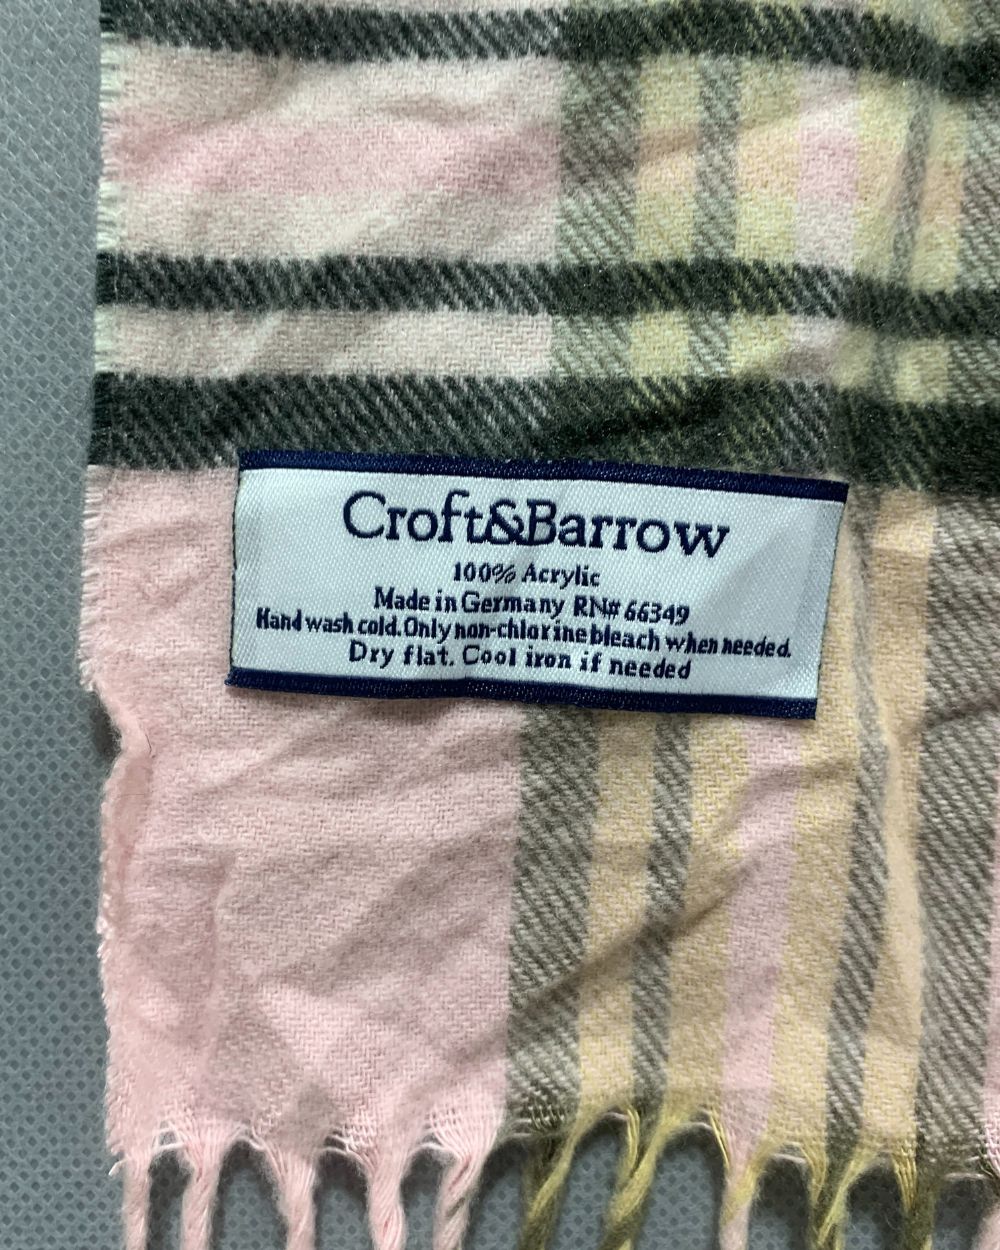 Croft&Barrow
100% Acrylic
Made in Germany RN# 66349
Hand wash cold. Only non-chlorine bleach when needed.
Dry flat. Cool iron if needed